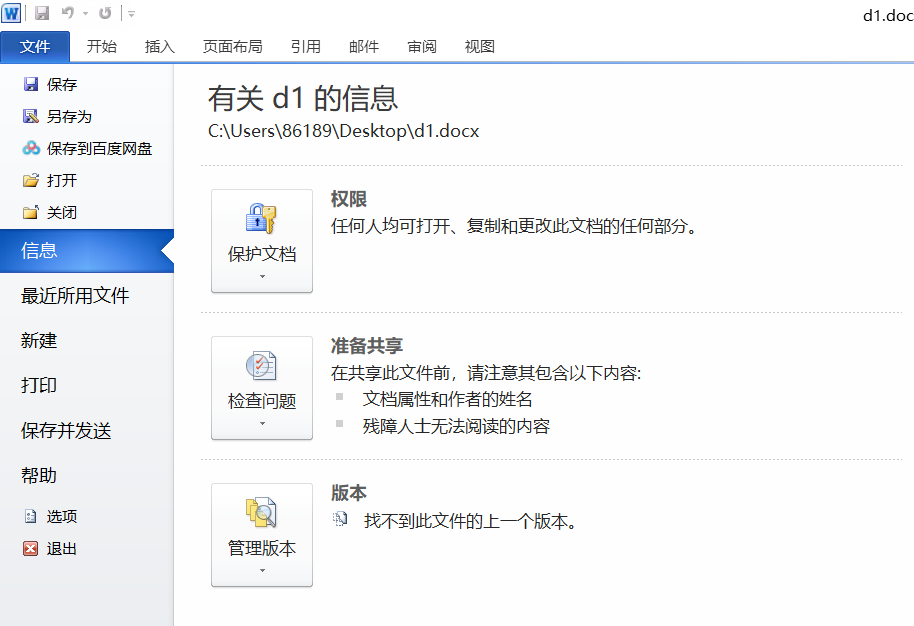 d1.doc
文件 开始 插入 页面布局 引用 邮件 审阅 视图
保存
另存为
保存到百度网盘
打开
关闭
信息
最近所用文件
新建
打印
保存并发送
帮助
选项
退出
有关 d1 的信息
C:\Users\86189\Desktop\d1.docx
保护文档
权限
任何人均可打开、复制和更改此文档的任何部分。
检查问题
准备共享
在共享此文件前，请注意其包含以下内容:
文档属性和作者的姓名
残障人士无法阅读的内容
管理版本
版本
找不到此文件的上一个版本。